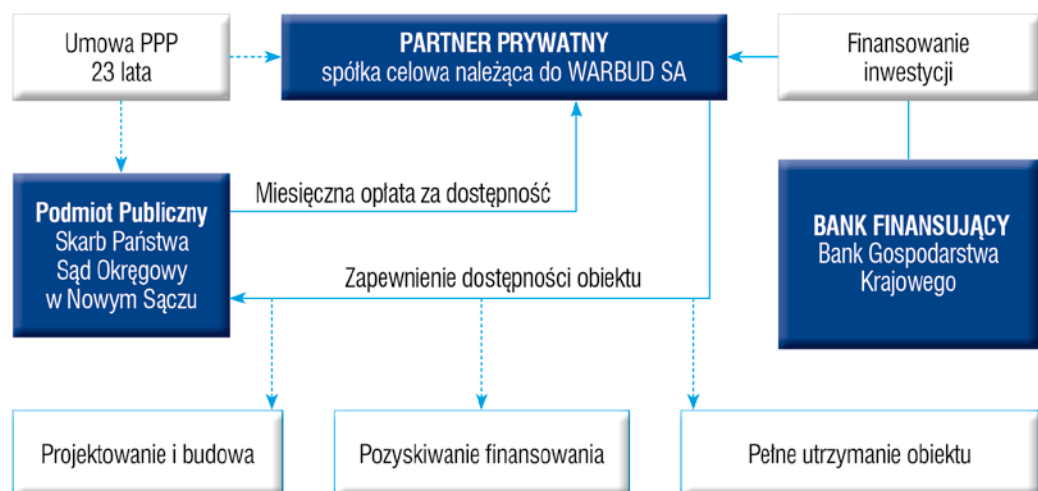 Umowa PPP
23 lata
PARTNER PRYWATNY
spółka celowa należąca do WARBUD SA
Finansowanie
inwestycji
Miesięczna opłata za dostępność
Podmiot Publiczny
Skarb Państwa
Sąd Okręgowy
w Nowym Sączu
BANK FINANSUJĄCY
Bank Gospodarstwa
Krajowego
Zapewnienie dostępności obiektu
Projektowanie i budowa
Pozyskiwanie finansowania
Pełne utrzymanie obiektu